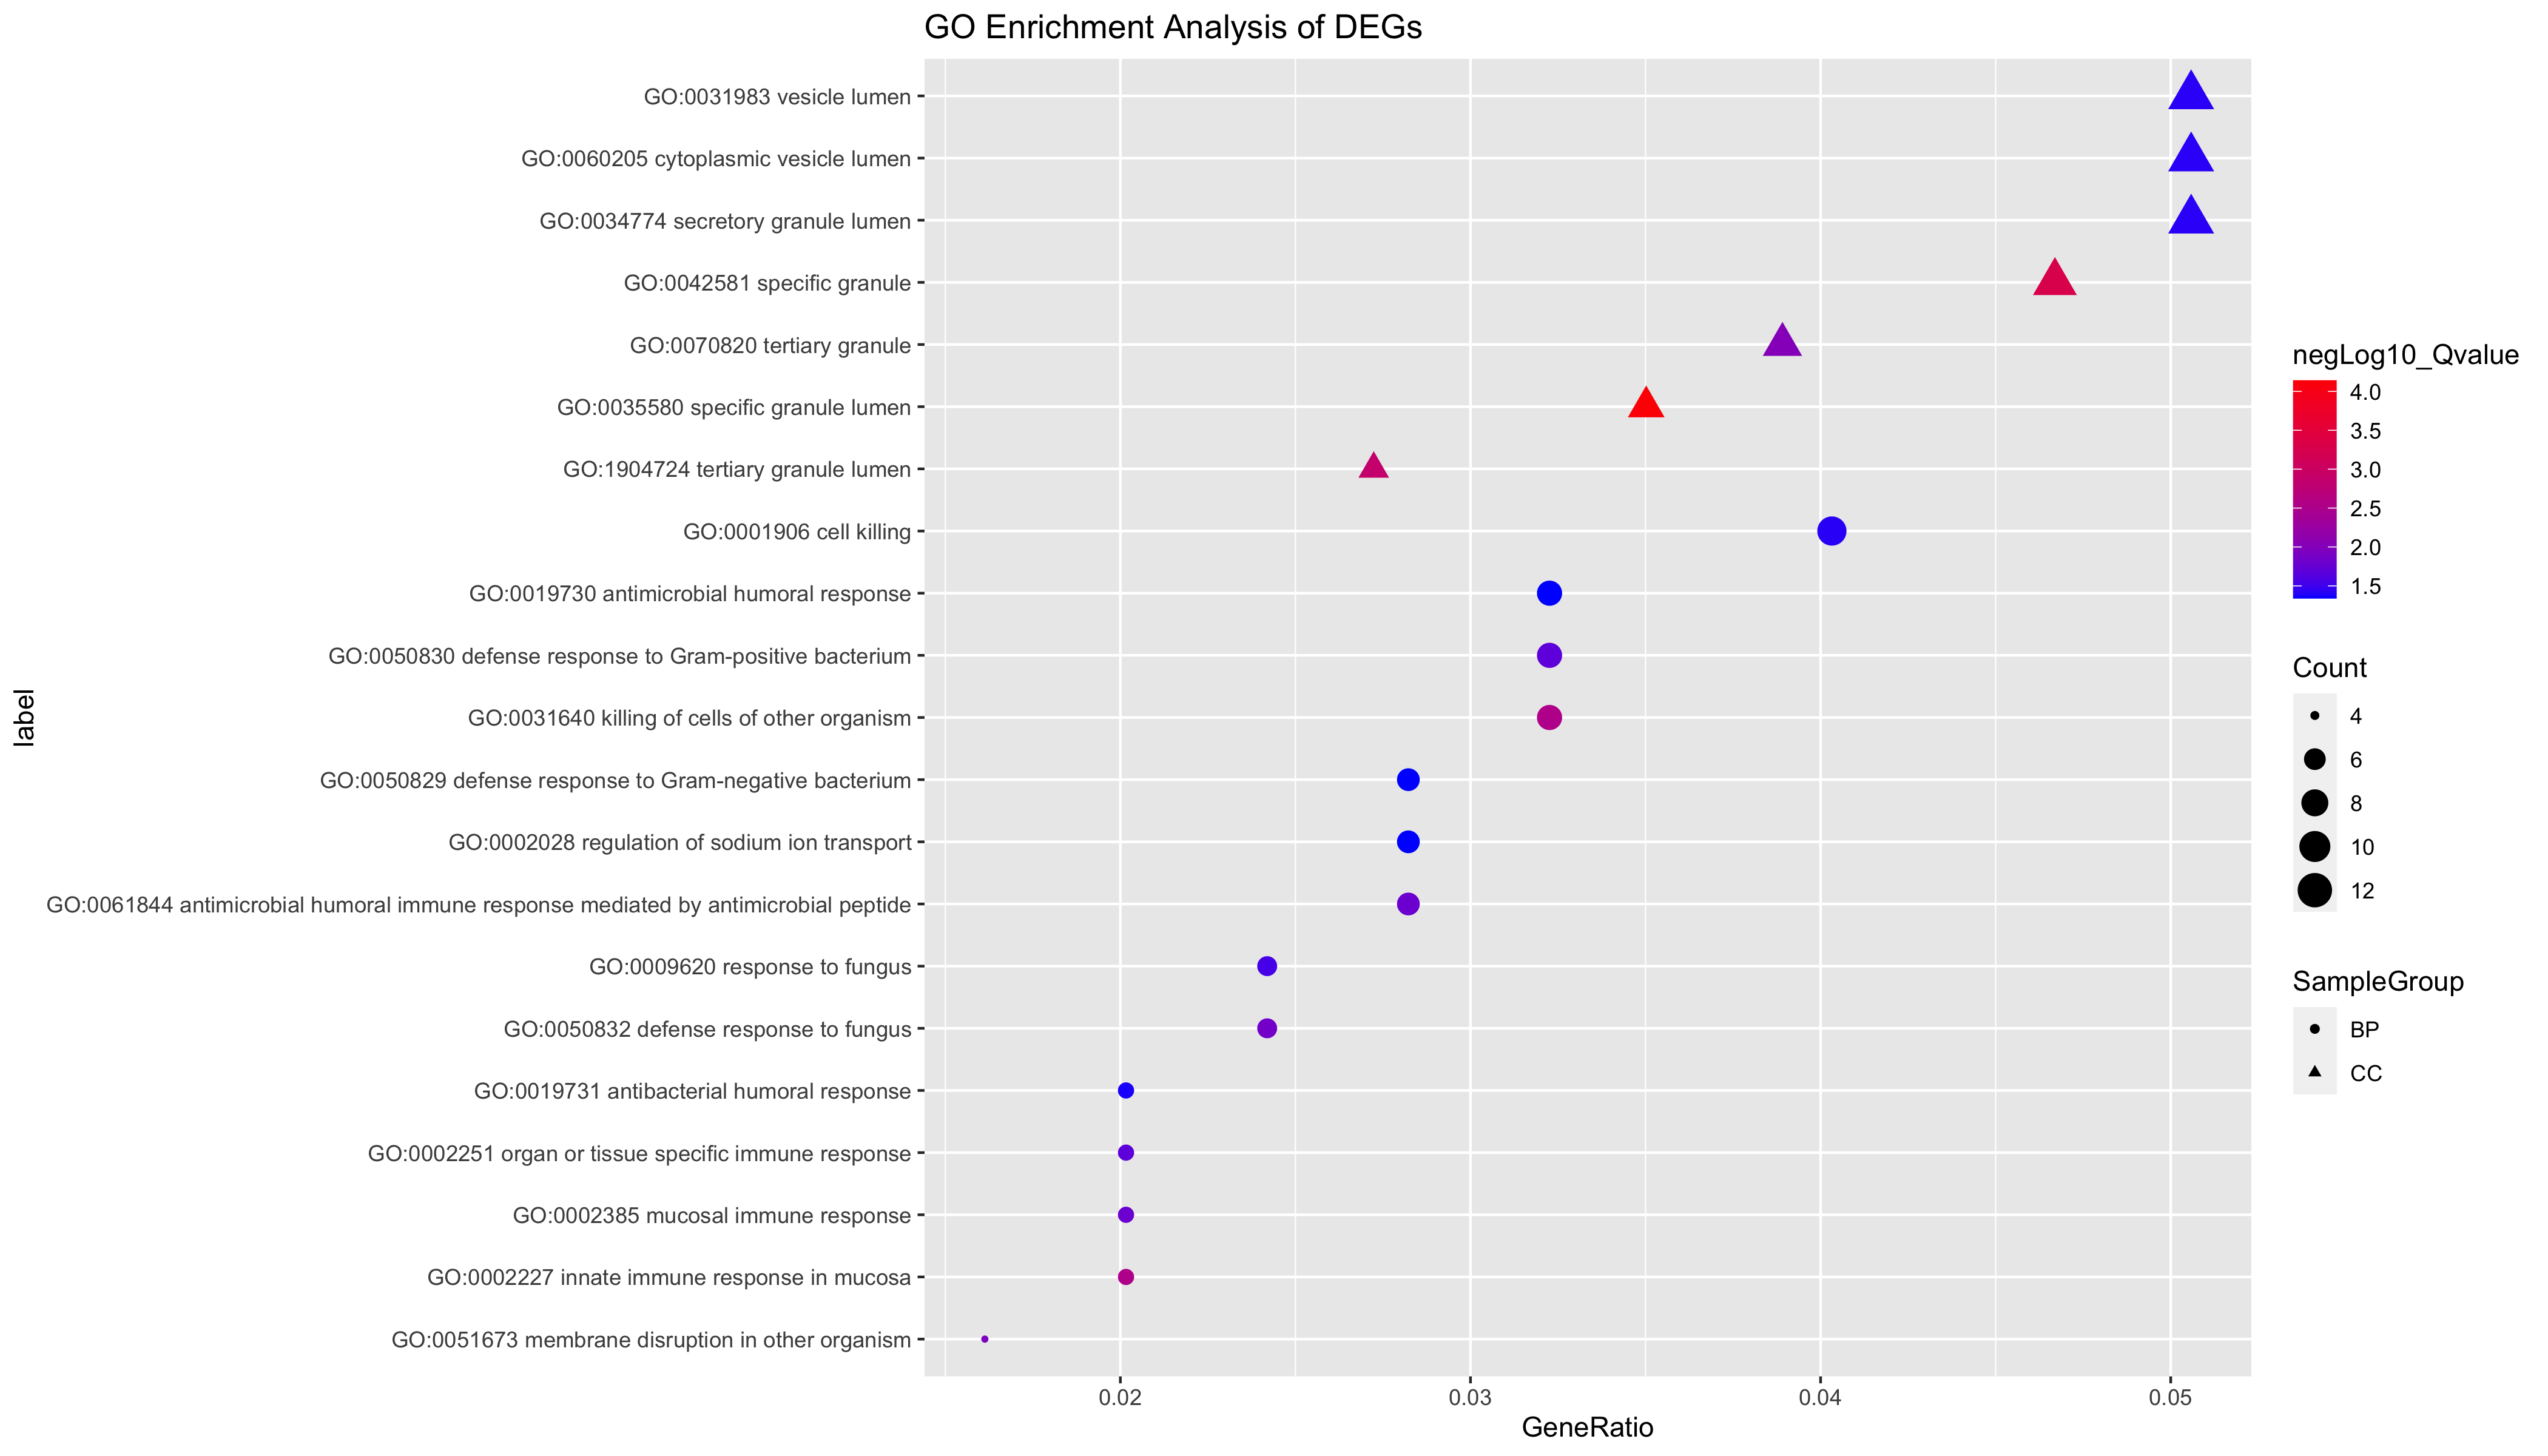 GO Enrichment Analysis of DEGs
label
GO:0031983 vesicle lumen
GO:0060205 cytoplasmic vesicle lumen
GO:0034774 secretory granule lumen
GO:0042581 specific granule
GO:0070820 tertiary granule
GO:0035580 specific granule lumen
GO:1904724 tertiary granule lumen
GO:0001906 cell killing
GO:0019730 antimicrobial humoral response
GO:0050830 defense response to Gram-positive bacterium
GO:0031640 killing of cells of other organism
GO:0050829 defense response to Gram-negative bacterium
GO:0002028 regulation of sodium ion transport
GO:0061844 antimicrobial humoral immune response mediated by antimicrobial peptide
GO:0009620 response to fungus
GO:0050832 defense response to fungus
GO:0019731 antibacterial humoral response
GO:0002251 organ or tissue specific immune response
GO:0002385 mucosal immune response
GO:0002227 innate immune response in mucosa
GO:0051673 membrane disruption in other organism
0.02 0.03 0.04 0.05
GeneRatio
negLog10_Qvalue
4.0
3.5
3.0
2.5
2.0
1.5
Count
4
6
8
10
12
SampleGroup
BP
CC